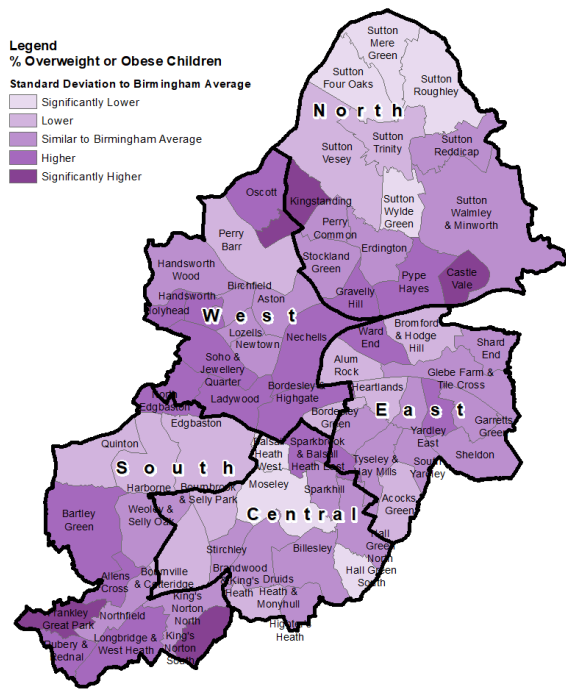 Legend
% Overweight or Obese Children
Standard Deviation to Birmingham Average
Significantly Lower
Lower
Similar to Birmingham Average
Higher
Significantly Higher
Sutton
Mere
Green
Sutton
Four Oaks
Sutton
Roughley
North
Sutton
Vesey
Sutton
Trinity
Sutton
Reddicap
Oscott
Kingstanding
Sutton
Wylde
Green
Sutton
Walmley
& Minworth
Perry
Barr
Perry
Common
Erdington
Stockland
Green
Handsworth
Wood
Birchfield
Aston
Gravelly
Hill
Pype
Hayes
Castle
Vale
Handsworth
Holyhead
West
Lozells
Newtown
Nechells
Ward
End
Bromford
& Hodge
Hill
Shard
End
Soho &
Jewellery
Quarter
Alum
Rock
Glebe Farm &
Tile Cross
Heartlands
North
Edgbaston
Ladywood
Bordesley &
Highgate
Bordesley
Green
East
Garretts
Green
Edgbaston
Quinton
Balsall
Heath
West
Sparkbrook
& Balsall
Heath East
Yardley
East
Tyseley &
Hay Mills
South
Yardley
Sheldon
South
Harborne
Bournbrook
& Selly Park
Moseley
Sparkhill
Acocks
Green
Bartley
Green
Weoley &
Selly Oak
Central
Stirchley
Billesley
Hall
Green
North
Hall Green
South
Allens
Cross
Bournville
& Cotteridge
Brandwood
& King's
Heath
Druids
Heath &
Monyhull
Highter's
Heath
King's
Norton
North
Frankley
Great Park
Northfield
Rubery &
Rednal
Longbridge &
West Heath
King's
Norton
South